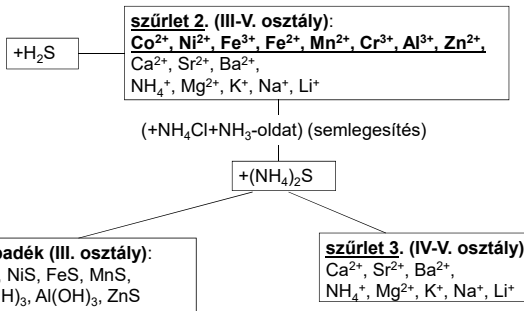 szűrlet 2. (III-V. osztály):
+H₂S
Co²⁺, Ni²⁺, Fe³⁺, Fe²⁺, Mn²⁺, Cr³⁺, Al³⁺, Zn²⁺,
Ca²⁺, Sr²⁺, Ba²⁺,
NH₄⁺, Mg²⁺, K⁺, Na⁺, Li⁺
(+NH₄Cl+NH₃-oldat) (semlegesítés)
+(NH₄)₂S
(III. osztály):
, NiS, FeS, MnS,
Al(OH)₃, ZnS
szűrlet 3. (IV-V. osztály)
Ca²⁺, Sr²⁺, Ba²⁺,
NH₄⁺, Mg²⁺, K⁺, Na⁺, Li⁺